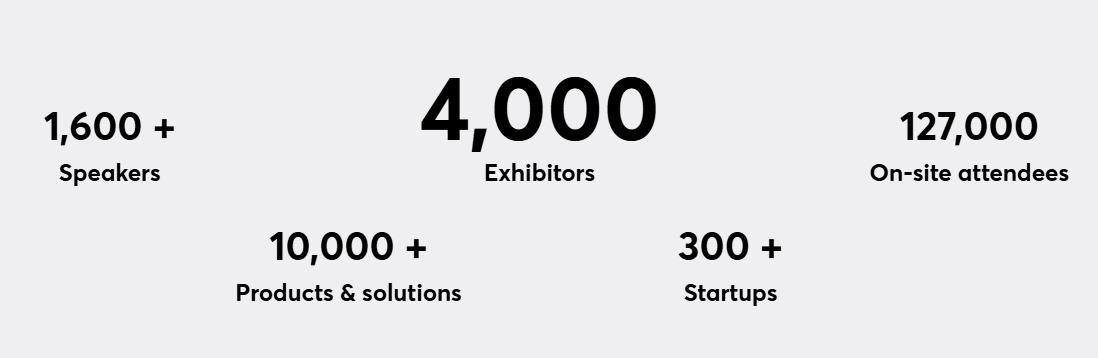 4,000
1,600 +
127,000
Speakers
Exhibitors
On-site attendees
10,000 +
300 +
Products & solutions
Startups